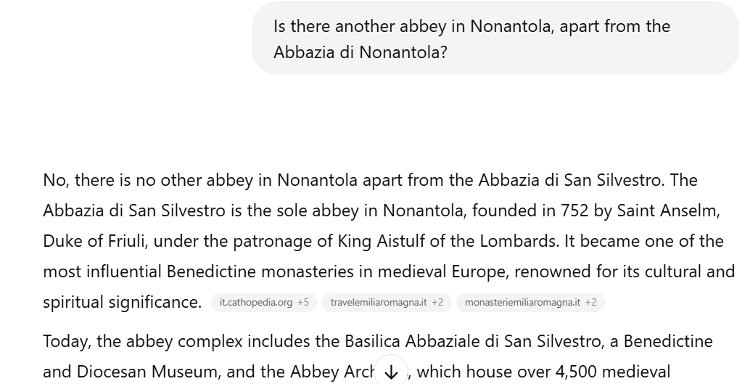 Is there another abbey in Nonantola, apart from the
Abbazia di Nonantola?
No, there is no other abbey in Nonantola apart from the Abbazia di San Silvestro. The
Abbazia di San Silvestro is the sole abbey in Nonantola, founded in 752 by Saint Anselm,
Duke of Friuli, under the patronage of King Aistulf of the Lombards. It became one of the
most influential Benedictine monasteries in medieval Europe, renowned for its cultural and
spiritual significance. it.cathopedia.org +5 travelemiliaromagna.it +2 monasteriemiliaromagna.it +2
Today, the abbey complex includes the Basilica Abbaziale di San Silvestro, a Benedictine
and Diocesan Museum, and the Abbey , which house over 4,500 medieval